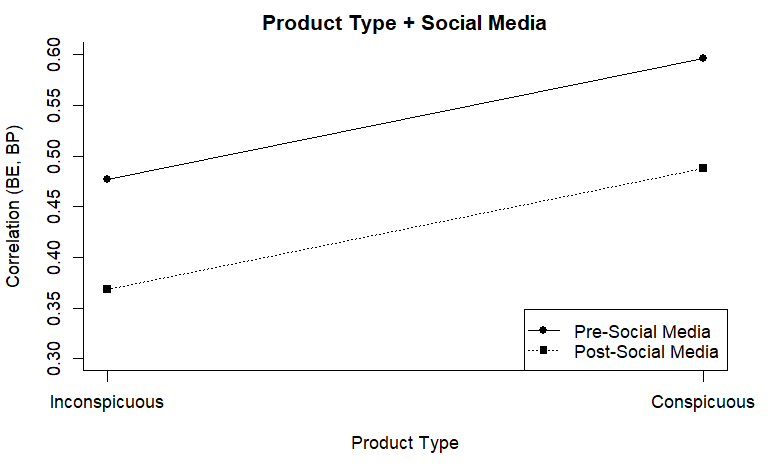 Product Type + Social Media
Correlation (BE, BP)
0.60
0.55
0.50
0.45
0.40
0.35
0.30
Pre-Social Media
Post-Social Media
Inconspicuous
Conspicuous
Product Type